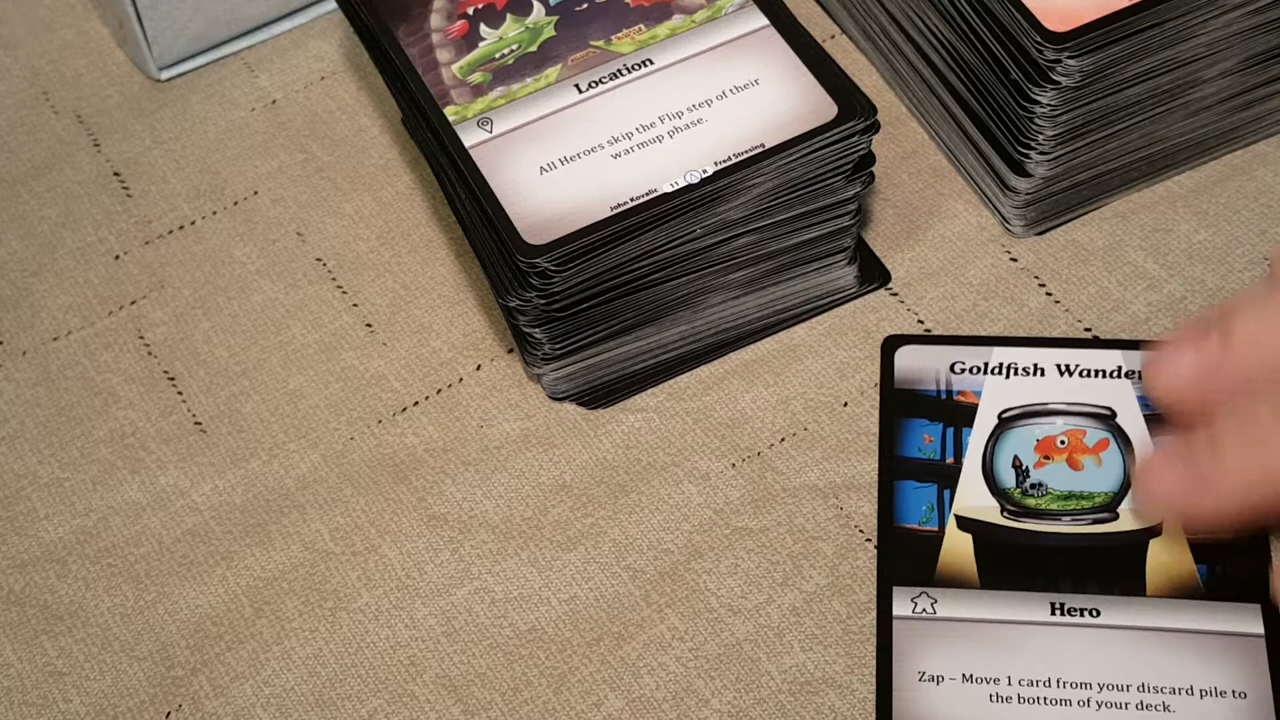 Location
All Heroes skip the Flip step of their
warmup phase.
John Kovalic 11 R Fred Stresing
Goldfish
Hero
Zap – Move 1 card from your discard pile to
the bottom of your deck.